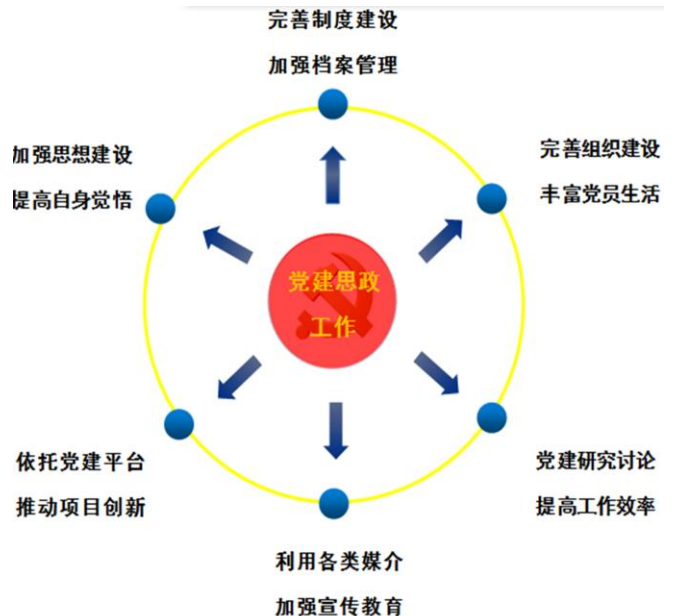 完善制度建设
加强档案管理
加强思想建设
提高自身觉悟
完善组织建设
丰富党员生活
党建思政
工作
依托党建平台
推动项目创新
党建研究讨论
提高工作效率
利用各类媒介
加强宣传教育